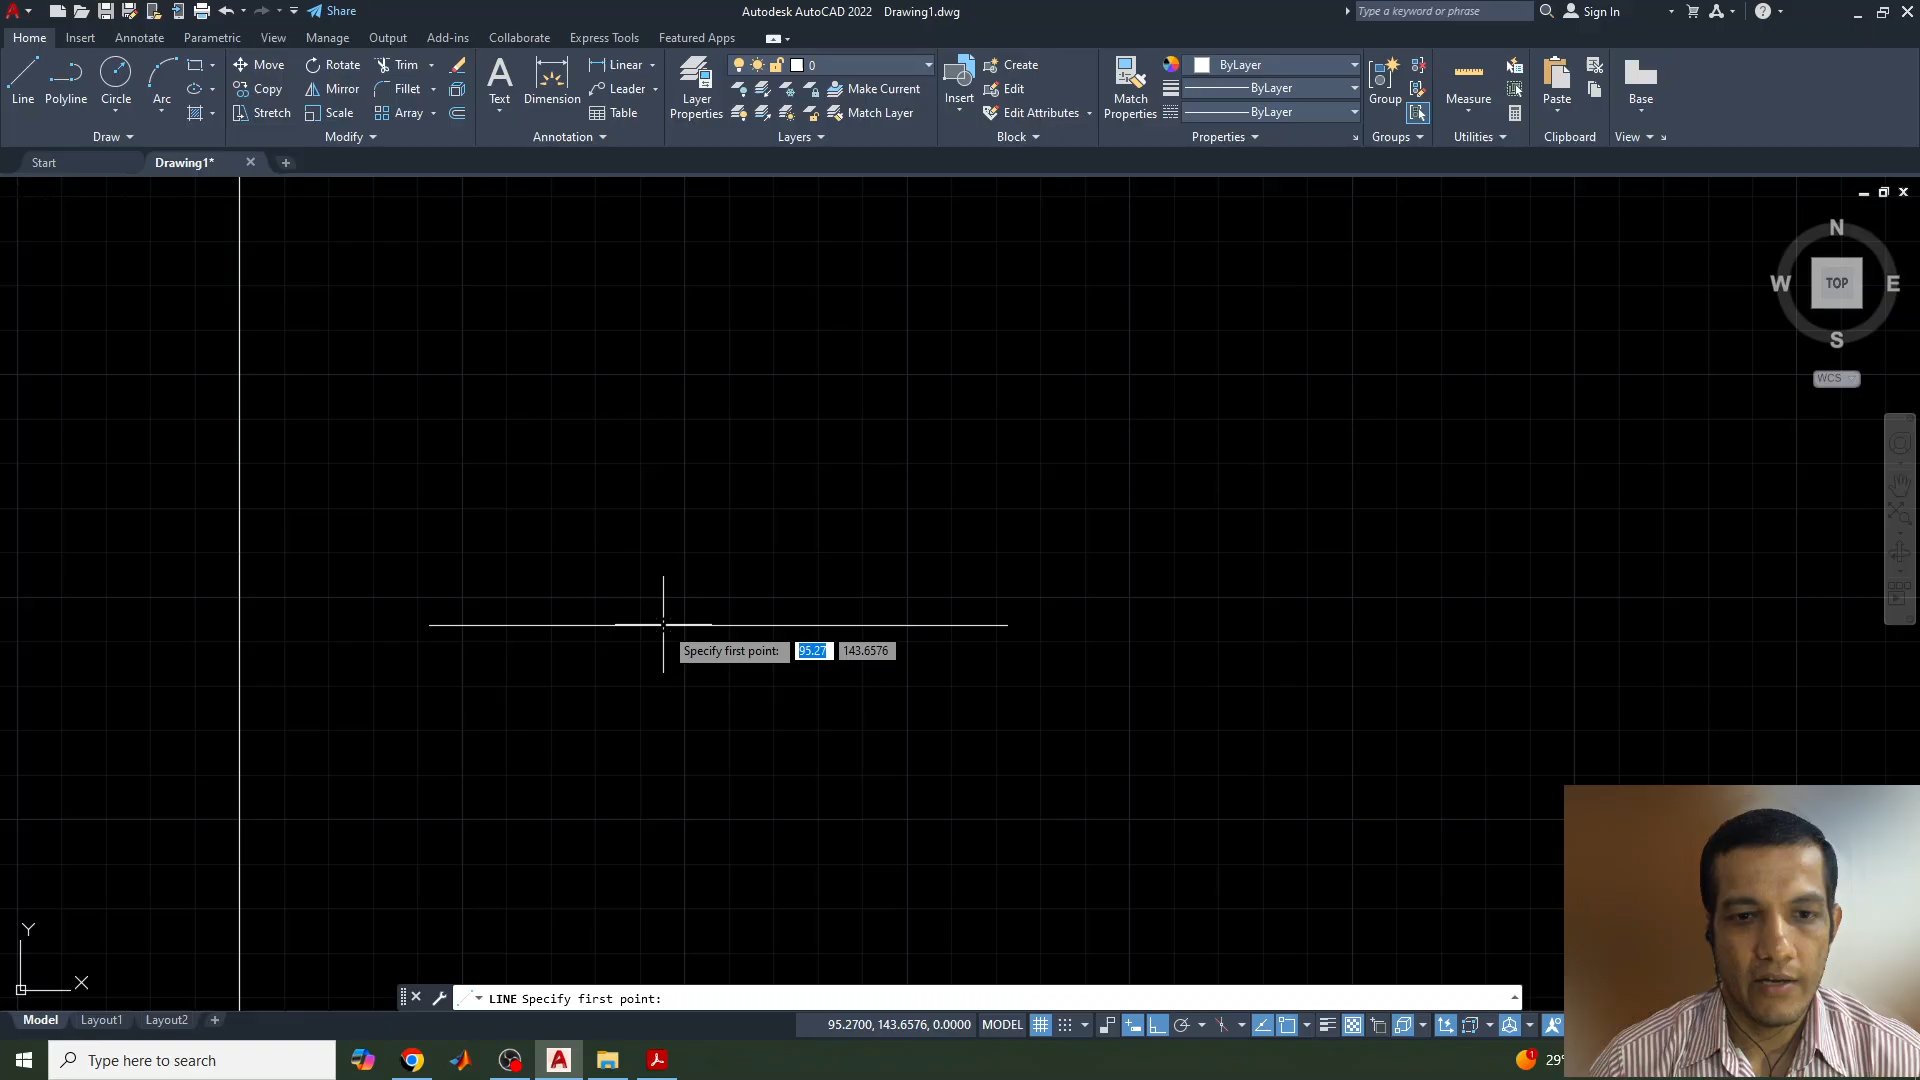 Share
Autodesk AutoCAD 2022 Drawing1.dwg
Type a keyword or phrase
Sign In
Home Insert Annotate Parametric View Manage Output Add-ins Collaborate Express Tools Featured Apps
Line Polyline Circle Arc
Move Rotate Trim
Copy Mirror Fillet
Stretch Scale Array
Text Dimension
Linear
Leader
Table
Layer Properties
0
Make Current
Match Layer
Insert
Create
Edit
Edit Attributes
Match Properties
ByLayer
ByLayer
ByLayer
Group
Measure
Paste
Base
Draw Modify Annotation Layers Block Properties Groups Utilities Clipboard View
Start Drawing1*
N
W TOP E
S
WCS
Specify first point: 95.27 143.6576
Y
X
LINE Specify first point:
Model Layout1 Layout2
95.2700, 143.6576, 0.0000 MODEL
Type here to search
1
29°